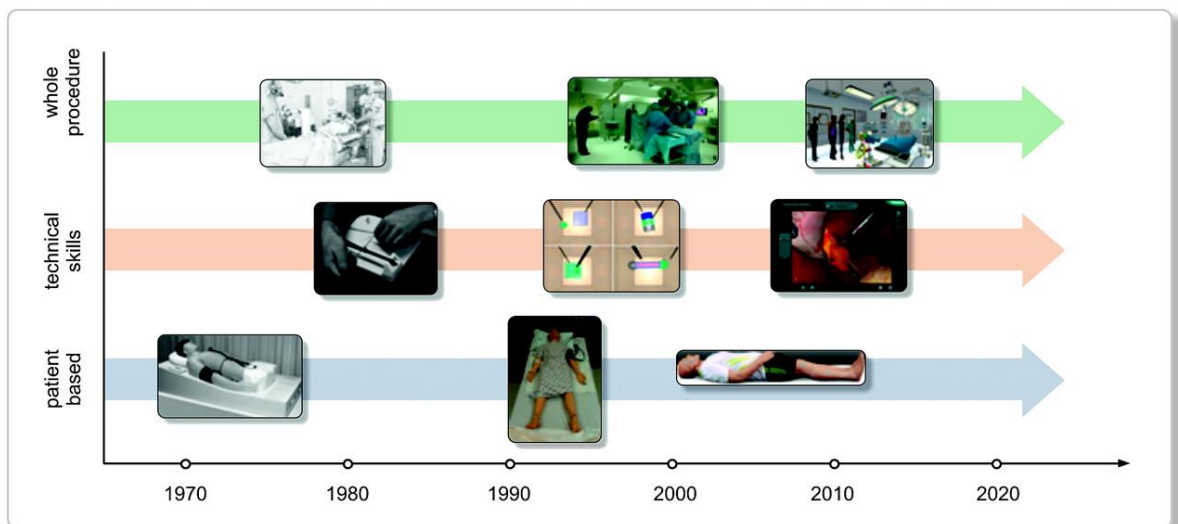 whole
procedure
technical
skills
patient
based
1970
1980
1990
2000
2010
2020